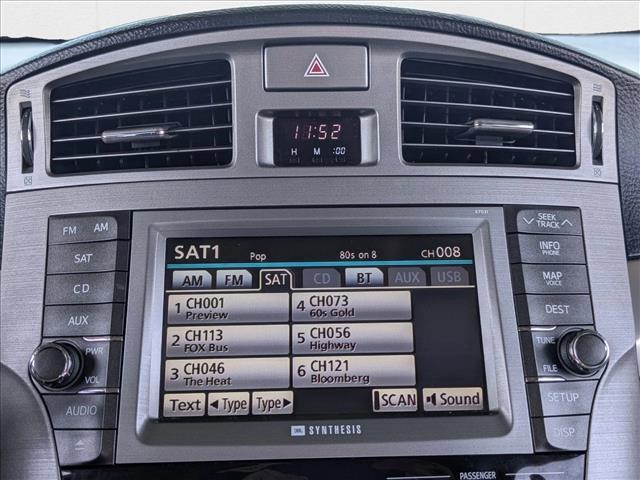 11:52
H M :00
E7031
FM AM
SAT
CD
AUX
PWR
VOL
AUDIO
SAT1 Pop 80s on 8 CH 008
AM FM SAT CD BT AUX USB
1 CH001 Preview
2 CH113 FOX Bus
3 CH046 The Heat
4 CH073 60s Gold
5 CH056 Highway
6 CH121 Bloomberg
Text ◄Type Type► SCAN Sound
JBL SYNTHESIS
SEEK
TRACK
INFO
PHONE
MAP
VOICE
DEST
TUNE
FILE
SETUP
DISP
PASSENGER